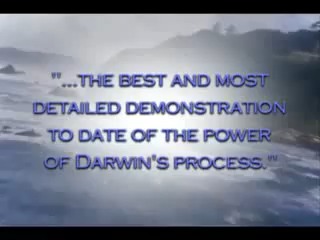 "...THE BEST AND MOST
DETAILED DEMONSTRATION
TO DATE OF THE POWER
OF DARWIN'S PROCESS."